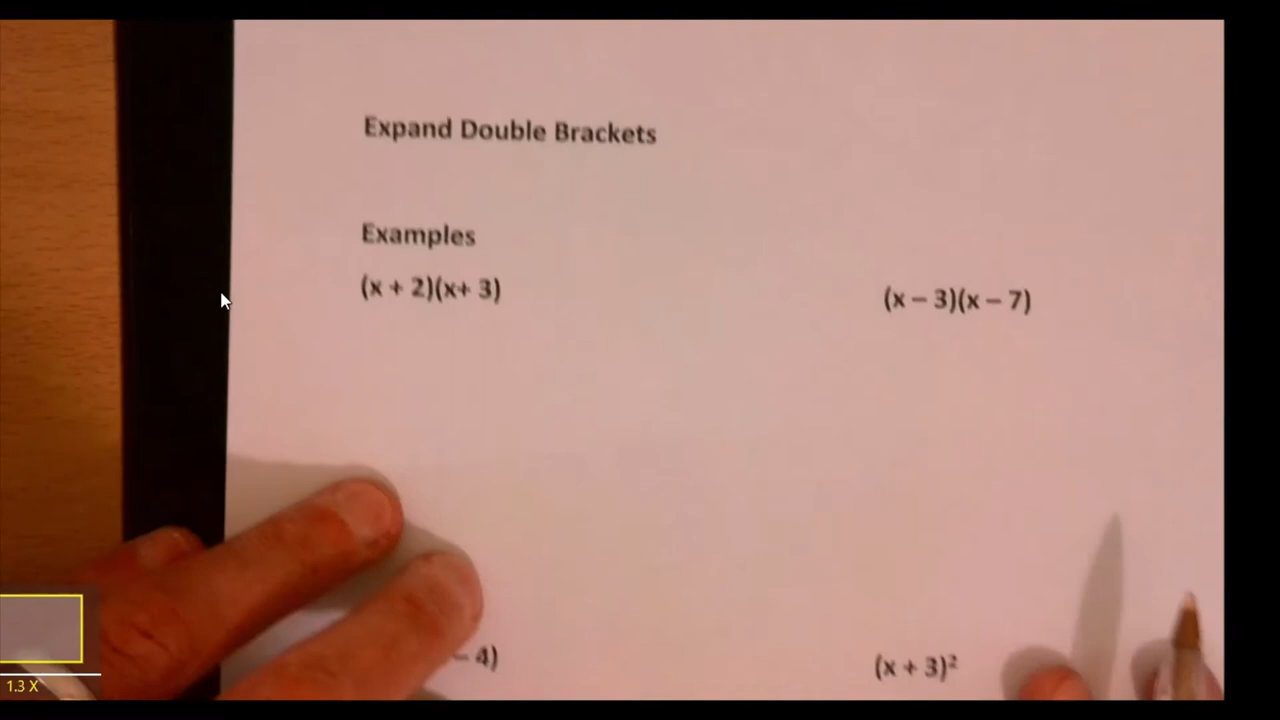 Expand Double Brackets
Examples
(x + 2)(x+ 3)
(x – 3)(x – 7)
– 4)
(x + 3)²
1.3 X